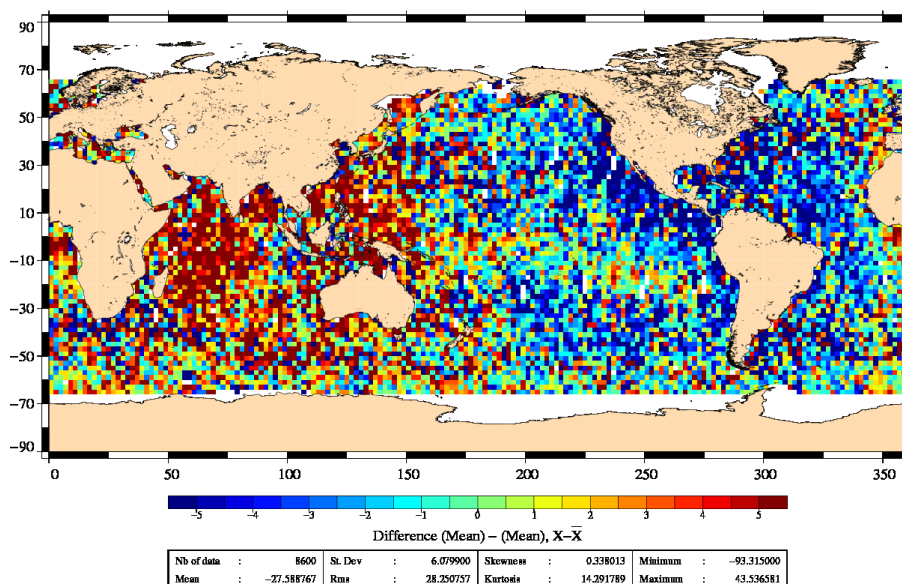 90
70
50
30
10
−10
−30
−50
−70
−90
0 50 100 150 200 250 300 350
−5 −4 −3 −2 −1 0 1 2 3 4 5
Difference (Mean) − (Mean), X−X̅
Nb of data : 8600 St. Dev : 6.079900 Skewness : 0.338013 Minimum : −93.315000
Mean : −27.588767 Rms : 28.250757 Kurtosis : 14.291789 Maximum : 43.536581